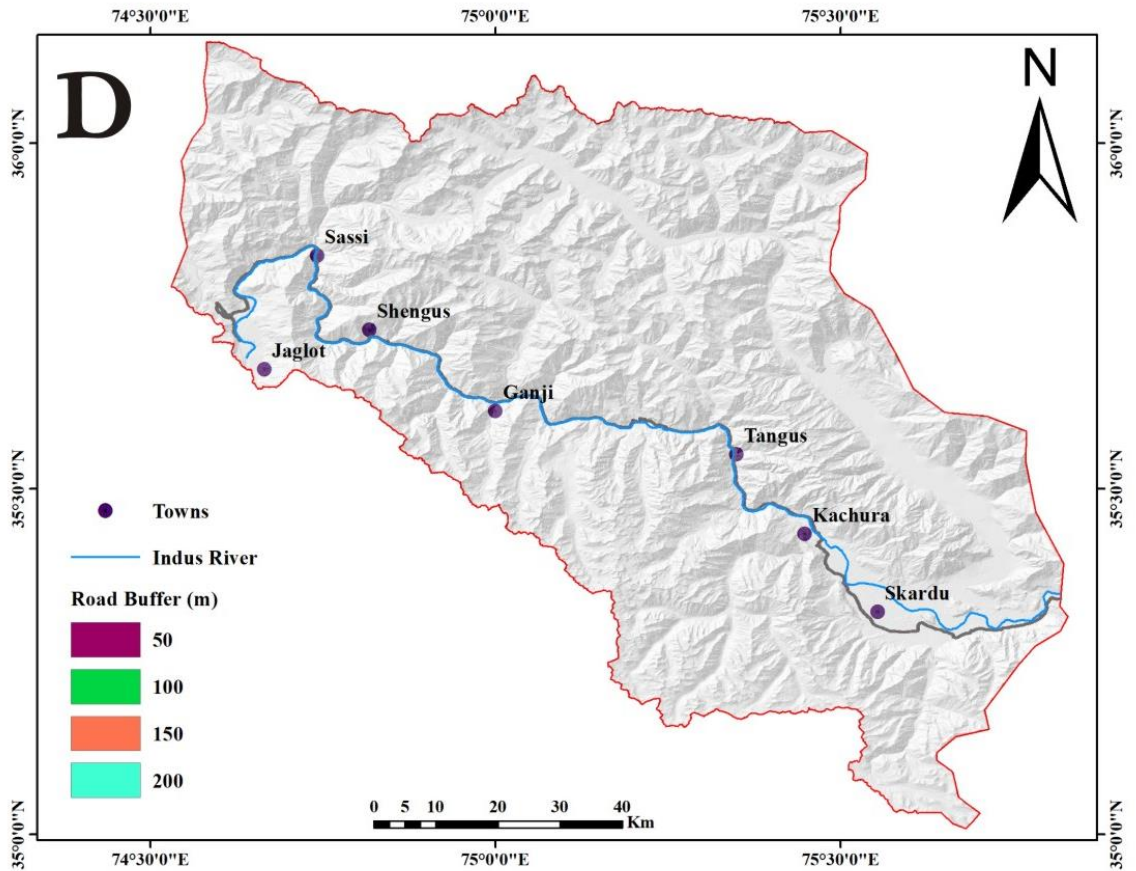 74°30'0"E 75°0'0"E 75°30'0"E
D
N
36°0'0"N 36°0'0"N
Sassi
Shengus
Jaglot
Ganji
Tangus
35°30'0"N 35°30'0"N
Kachura
Skardu
Towns
Indus River
Road Buffer (m)
50
100
150
200
0 5 10 20 30 40
Km
35°0'0"N 35°0'0"N
74°30'0"E 75°0'0"E 75°30'0"E